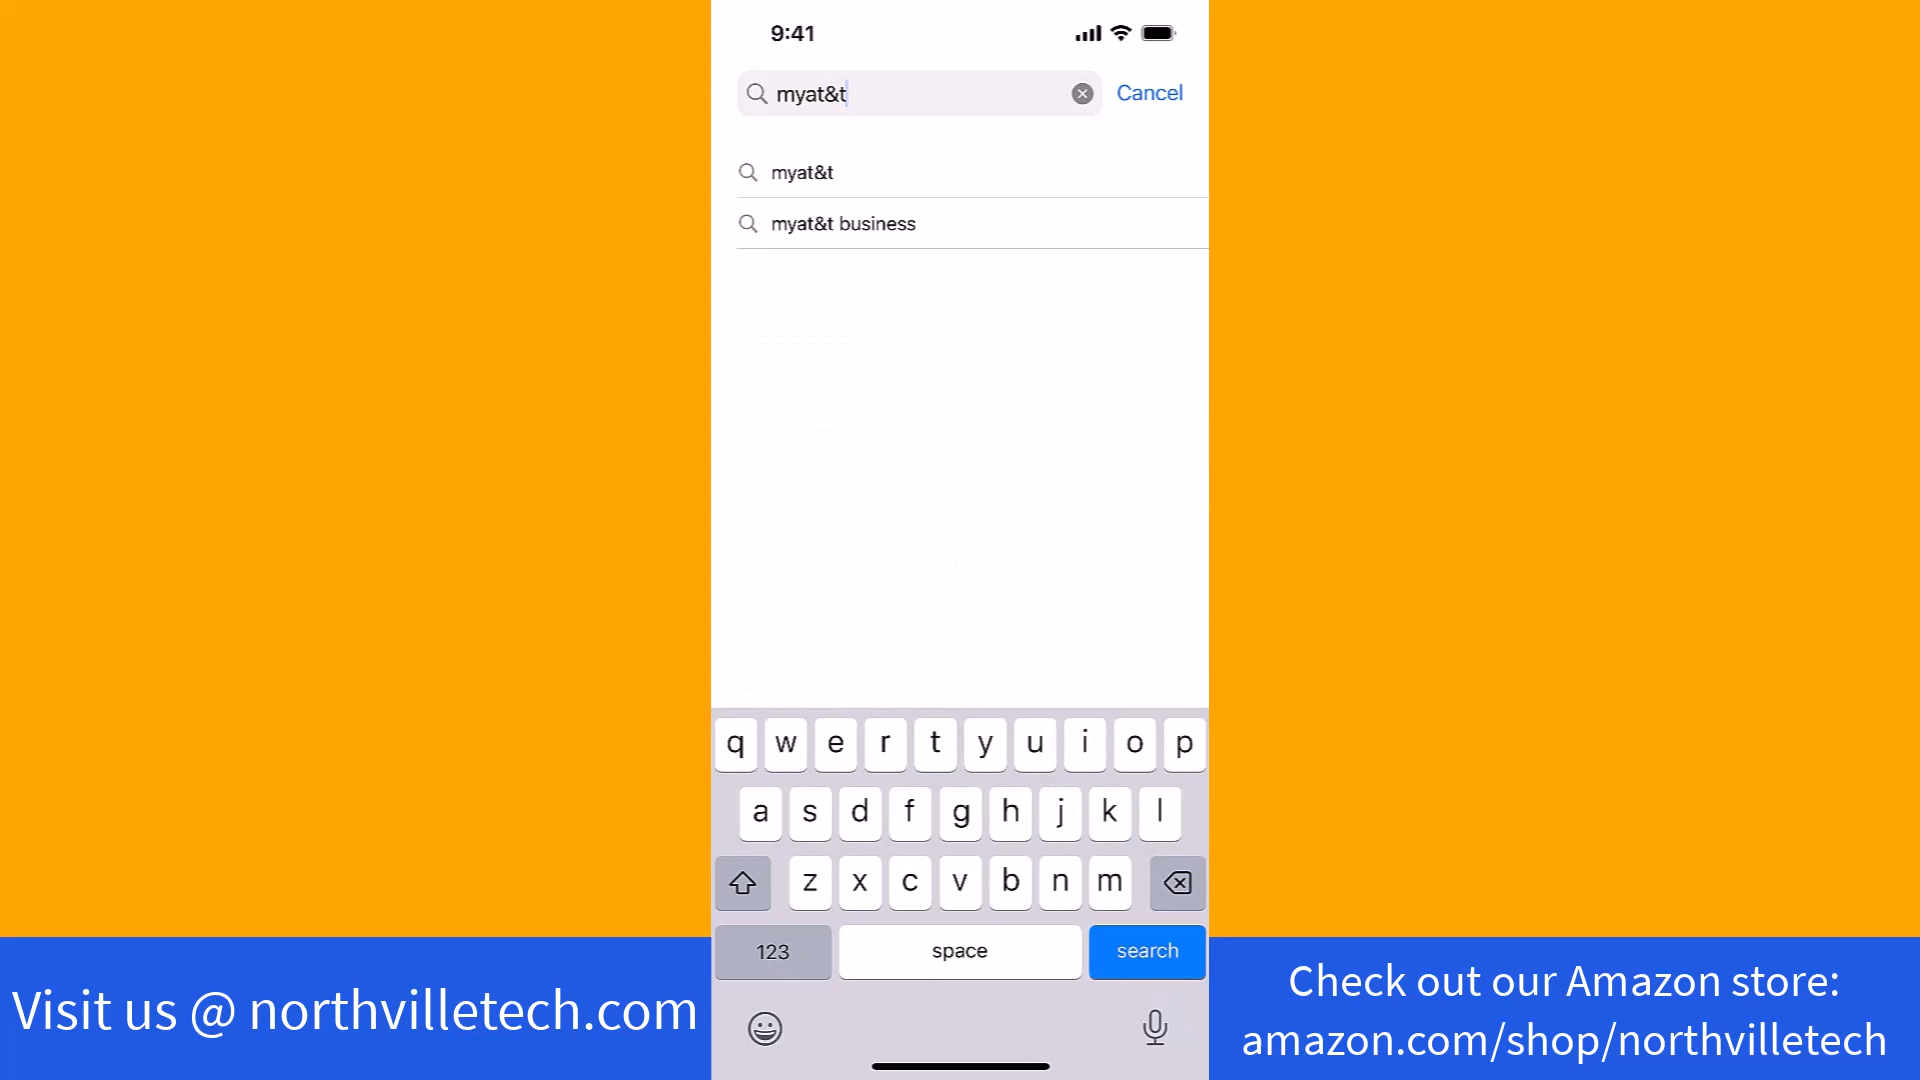 9:41
myat&t
Cancel
myat&t
myat&t business
q w e r t y u i o p
a s d f g h j k l
z x c v b n m
123 space search
Visit us @ northvilletech.com
Check out our Amazon store:
amazon.com/shop/northvilletech